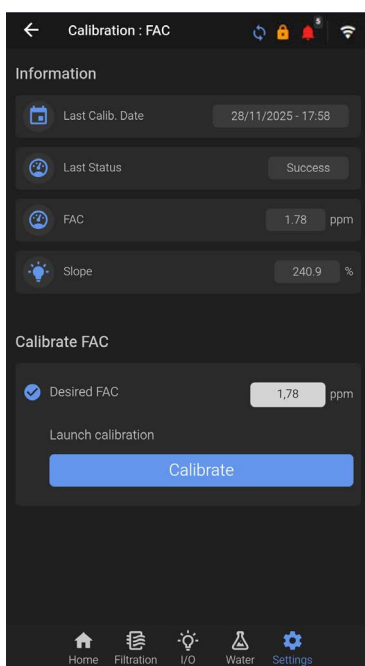 Calibration : FAC
5
Information
Last Calib. Date 28/11/2025 - 17:58
Last Status Success
FAC 1.78 ppm
Slope 240.9 %
Calibrate FAC
Desired FAC 1,78 ppm
Launch calibration
Calibrate
Home Filtration I/O Water Settings